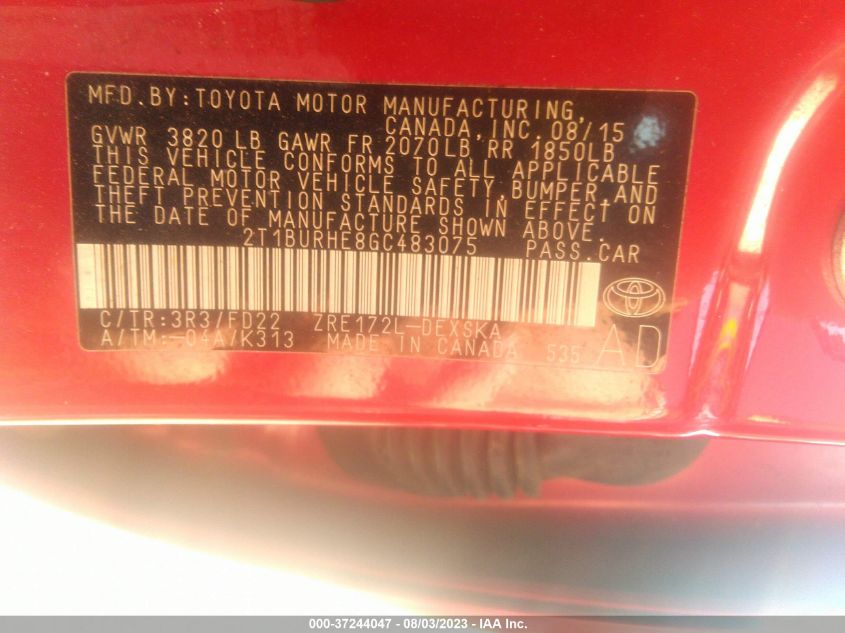 MFD.BY:TOYOTA MOTOR MANUFACTURING,
CANADA,INC.08/15
GVWR 3820 LB GAWR FR 2070LB RR 1850LB
THIS VEHICLE CONFORMS TO ALL APPLICABLE
FEDERAL MOTOR VEHICLE SAFETY,BUMPER,AND
THEFT PREVENTION STANDARDS IN EFFECT ON
THE DATE OF MANUFACTURE SHOWN ABOVE.
2T1BURHE8GC483075 PASS.CAR
C/TR:3R3/FD22 ZRE172L-DEXSKA
A/TM:-04A/K313 MADE IN CANADA 535 AD
000-37244047 - 08/03/2023 - IAA Inc.